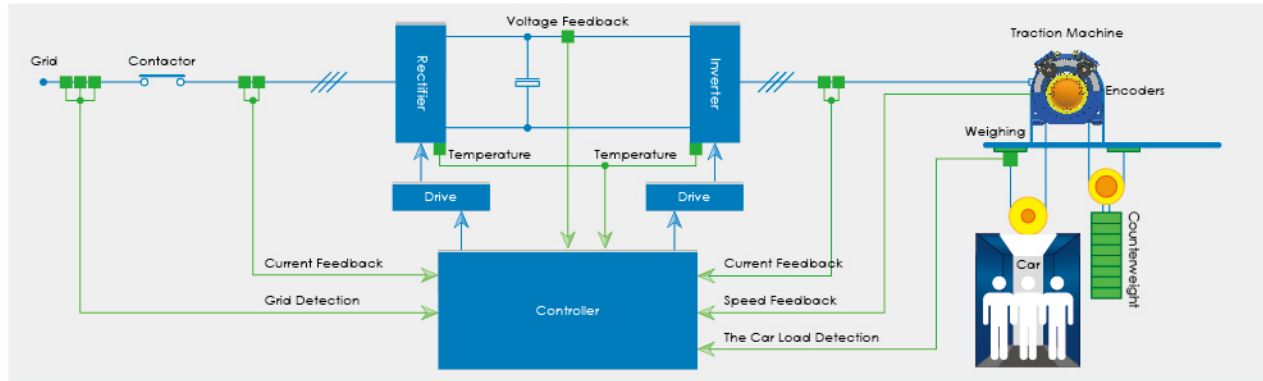 Voltage Feedback
Traction Machine
Grid
Contactor
Rectifier
Inverter
Encoders
Weighing
Temperature
Temperature
Drive
Drive
Counterweight
Current Feedback
Current Feedback
Car
Grid Detection
Controller
Speed Feedback
The Car Load Detection